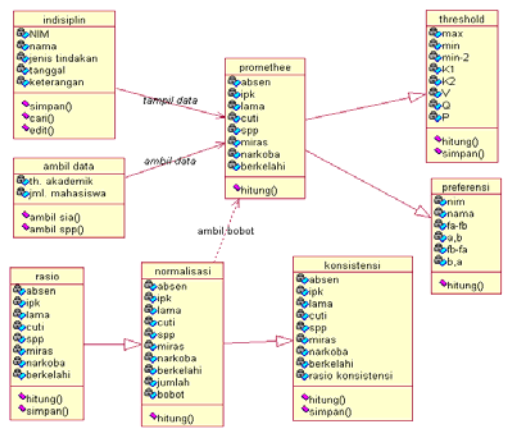 indisiplin
NIM
nama
jenis tindakan
tanggal
keterangan
simpan()
cari()
edit()
ambil data
th. akademik
jml. mahasiswa
ambil sia()
ambil spp()
tampil data
ambil data
ambil bobot
promethee
absen
ipk
lama
cuti
spp
miras
narkoba
berkelahi
hitung()
threshold
max
min
min-2
K1
K2
V
Q
P
hitung()
simpan()
preferensi
nim
nama
fa-fb
a,b
fb-fa
b,a
hitung()
rasio
absen
ipk
lama
cuti
spp
miras
narkoba
berkelahi
hitung()
simpan()
normalisasi
absen
ipk
lama
cuti
spp
miras
narkoba
berkelahi
jumlah
bobot
hitung()
konsistensi
absen
ipk
lama
cuti
spp
miras
narkoba
berkelahi
rasio konsistensi
hitung()
simpan()